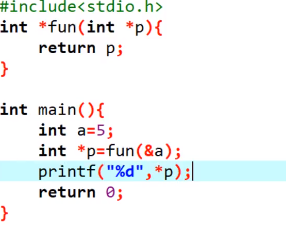 #include<stdio.h>
int *fun(int *p){
    return p;
}

int main(){
    int a=5;
    int *p=fun(&a);
    printf("%d",*p);
    return 0;
}